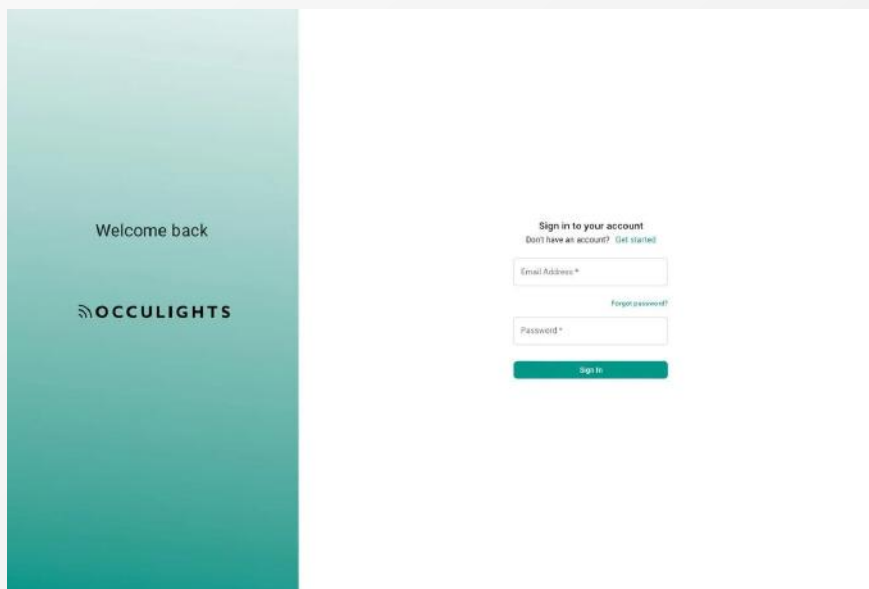 Welcome back
OCCULIGHTS
Sign in to your account
Don't have an account? Get started
Email Address *
Forgot password?
Password *
Sign In